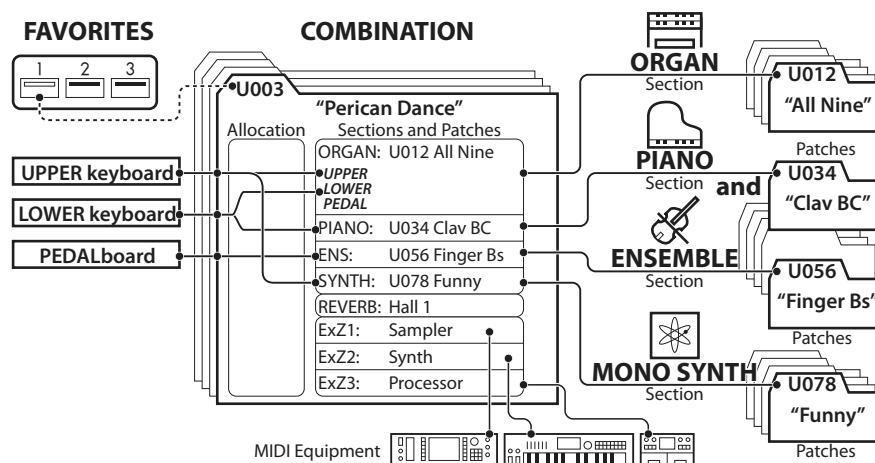 FAVORITES
COMBINATION
1 2 3
U003
"Perican Dance"
Allocation
Sections and Patches
ORGAN: U012 All Nine
UPPER
LOWER
PEDAL
PIANO: U034 Clav BC
ENS: U056 Finger Bs
SYNTH: U078 Funny
REVERB: Hall 1
ExZ1: Sampler
ExZ2: Synth
ExZ3: Processor
UPPER keyboard
LOWER keyboard
PEDALboard
MIDI Equipment
ORGAN
Section
PIANO
Section
and
ENSEMBLE
Section
MONO SYNTH
Section
U012
“All Nine”
Patches
U034
“Clav BC”
U056
“Finger Bs”
Patches
U078
“Funny”
Patches